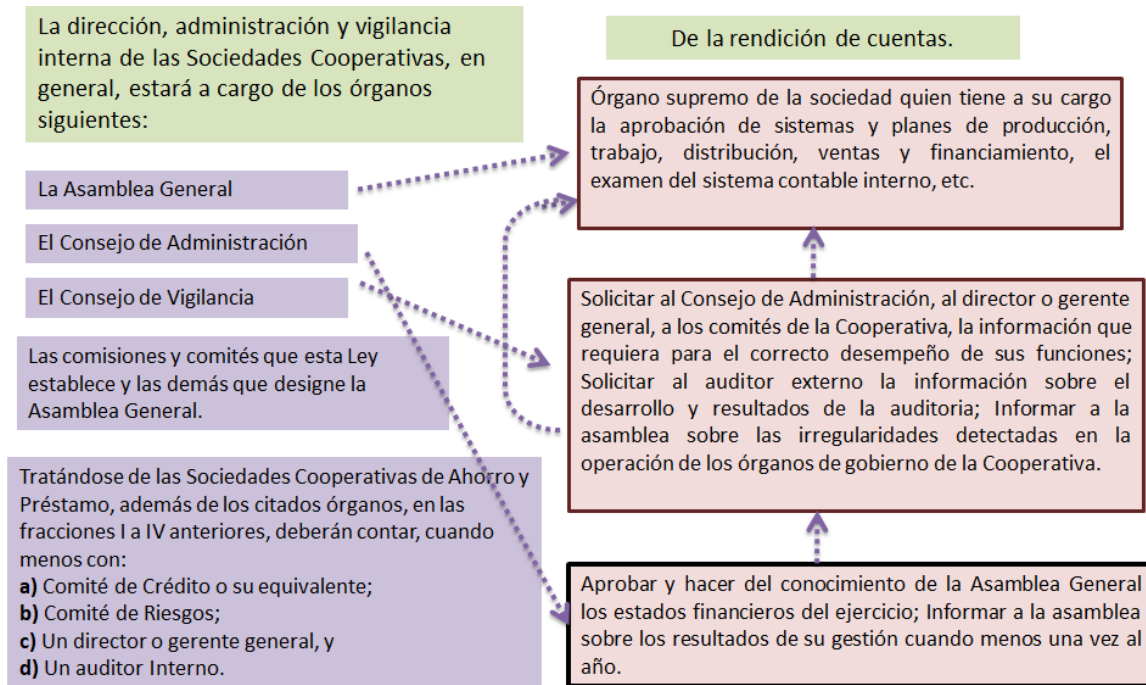 La dirección, administración y vigilancia
interna de las Sociedades Cooperativas, en
general, estará a cargo de los órganos
siguientes:
La Asamblea General
El Consejo de Administración
El Consejo de Vigilancia
Las comisiones y comités que esta Ley
establece y las demás que designe la
Asamblea General.
Tratándose de las Sociedades Cooperativas de Ahorro y
Préstamo, además de los citados órganos, en las
fracciones I a IV anteriores, deberán contar, cuando
menos con:
a) Comité de Crédito o su equivalente;
b) Comité de Riesgos;
c) Un director o gerente general, y
d) Un auditor Interno.
De la rendición de cuentas.
Órgano supremo de la sociedad quien tiene a su cargo
la aprobación de sistemas y planes de producción,
trabajo, distribución, ventas y financiamiento, el
examen del sistema contable interno, etc.
Solicitar al Consejo de Administración, al director o gerente
general, a los comités de la Cooperativa, la información que
requiera para el correcto desempeño de sus funciones;
Solicitar al auditor externo la información sobre el
desarrollo y resultados de la auditoria; Informar a la
asamblea sobre las irregularidades detectadas en la
operación de los órganos de gobierno de la Cooperativa.
Aprobar y hacer del conocimiento de la Asamblea General
los estados financieros del ejercicio; Informar a la asamblea
sobre los resultados de su gestión cuando menos una vez al
año.